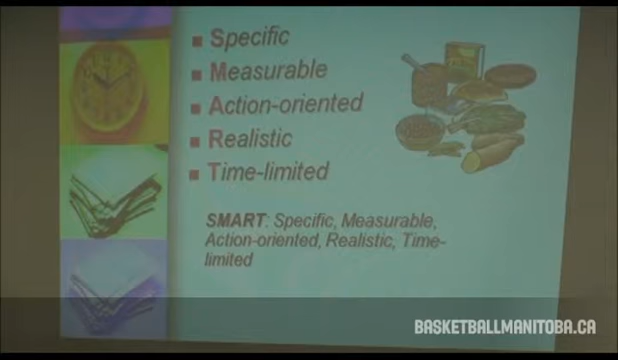 Specific
Measurable
Action-oriented
Realistic
Time-limited
SMART: Specific, Measurable,
Action-oriented, Realistic, Time-
limited
BASKETBALLMANITOBA.CA